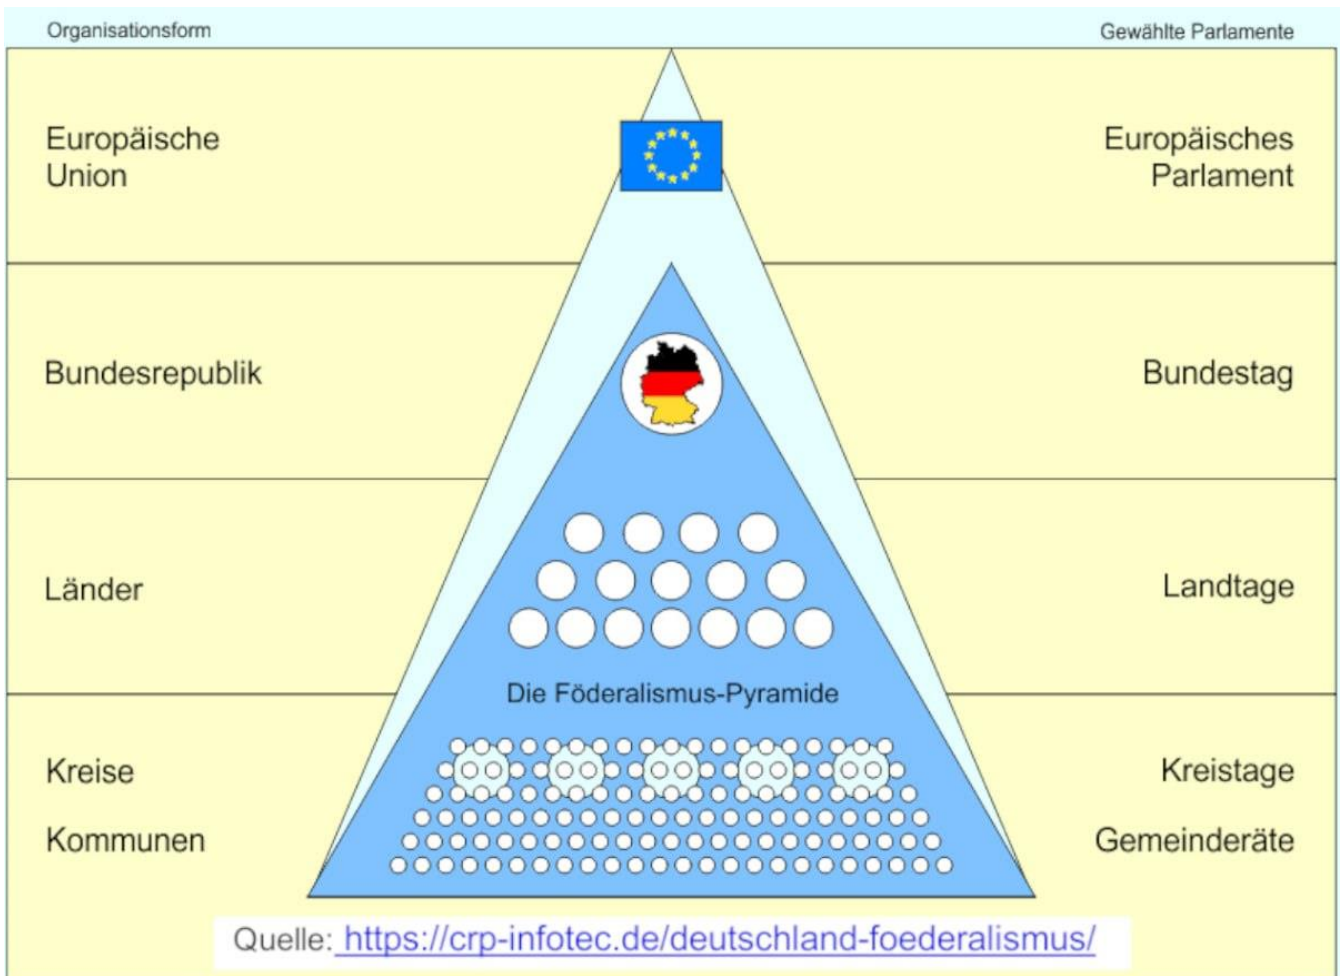 Organisationsform
Gewählte Parlamente
Europäische
Union
Europäisches
Parlament
Bundesrepublik
Bundestag
Länder
Landtage
Die Föderalismus-Pyramide
Kreise
Kreistage
Kommunen
Gemeinderäte
Quelle: https://crp-infotec.de/deutschland-foederalismus/